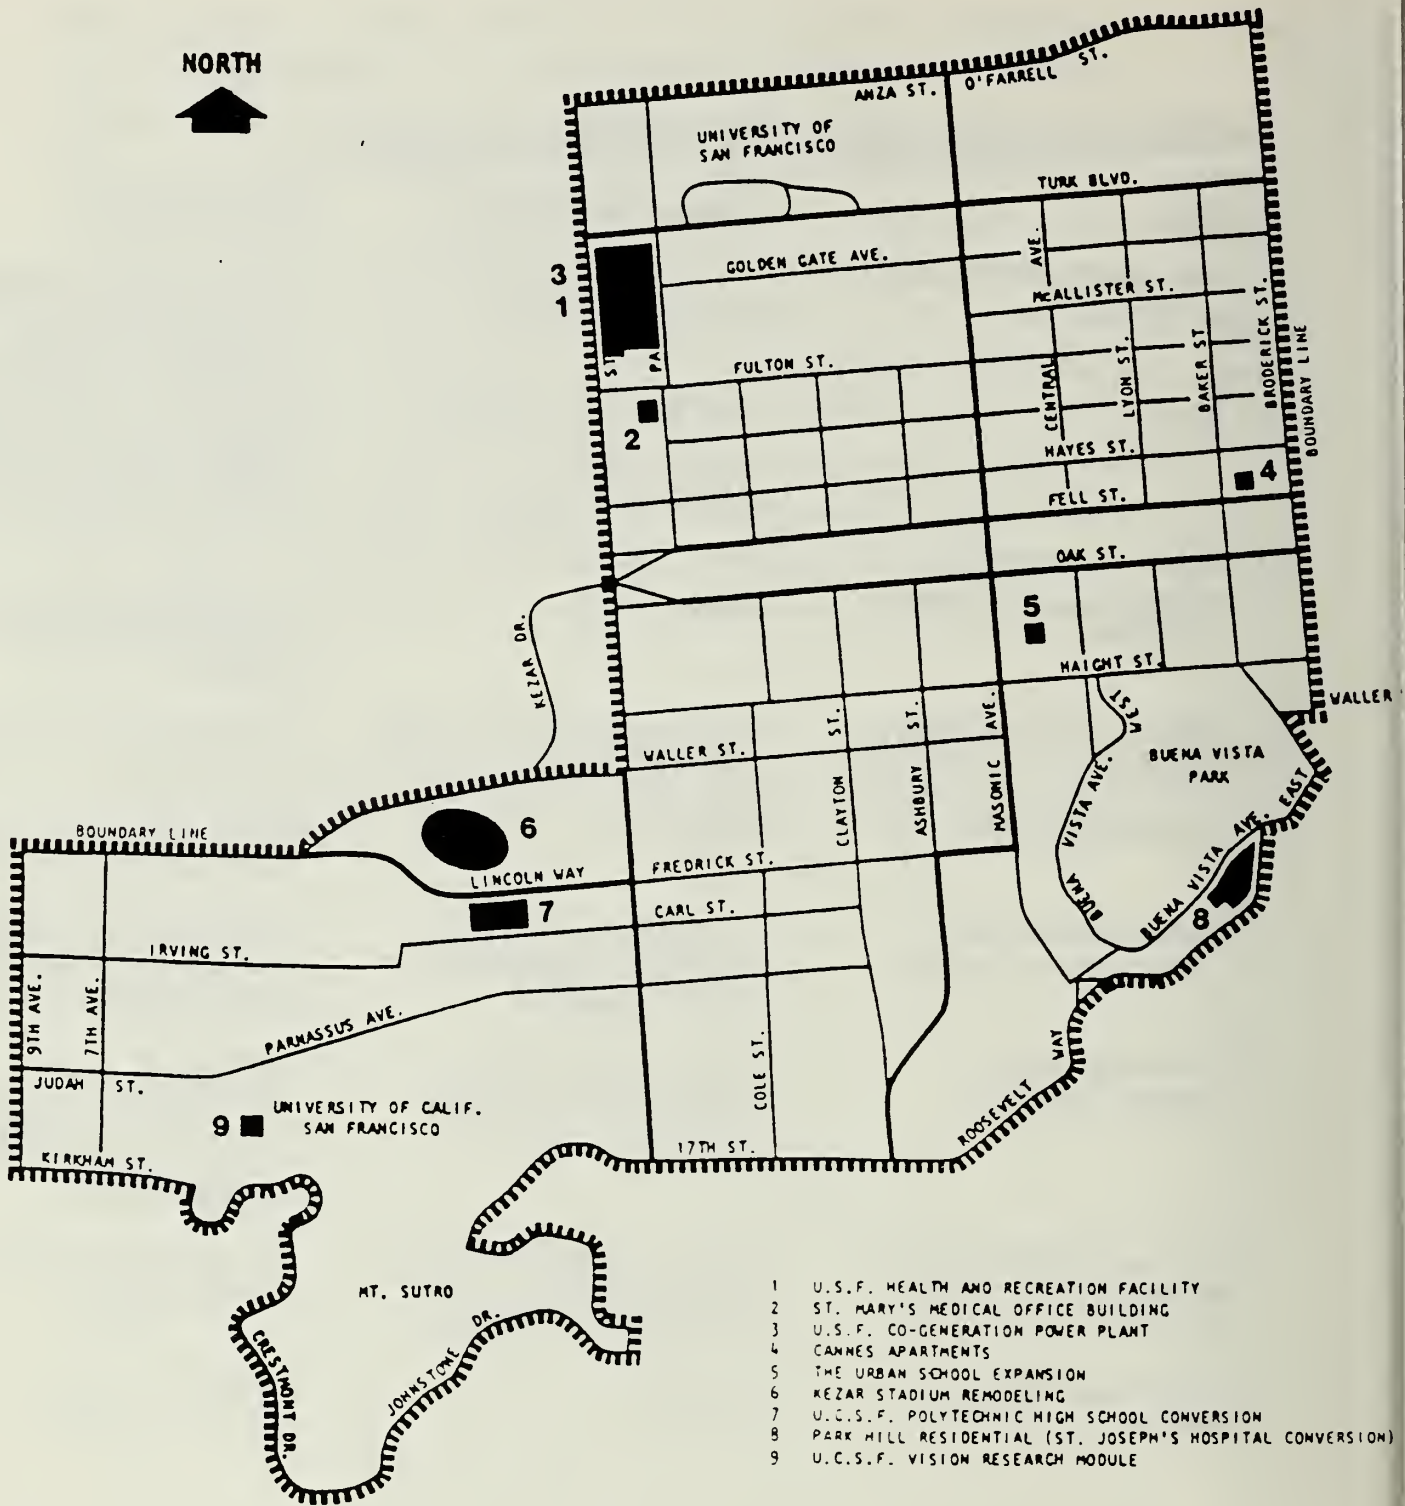 NORTH
ANZA ST.
O'FARRELL ST.
UNIVERSITY OF
SAN FRANCISCO
TURK BLVD.
GOLDEN GATE AVE.
AVE.
3
1
McALLISTER ST.
BRODERICK ST.
BOUNDARY LINE
ST
PA
FULTON ST.
CENTRAL
LYON ST.
BAKER ST
2
HAYES ST.
4
FELL ST.
OAK ST.
KEZAR DR.
5
HAIGHT ST.
WALLER
WEST
WALLER ST.
ST.
ST.
AVE.
CLAYTON
ASHBURY
MASONIC
BUENA VISTA
PARK
BUENA VISTA AVE.
BUENA VISTA AVE. EAST
BOUNDARY LINE
6
LINCOLN WAY
FREDRICK ST.
7
CARL ST.
8
IRVING ST.
9TH AVE.
7TH AVE.
PARNASSUS AVE.
JUDAH ST.
COLE ST.
ROOSEVELT WAY
9
UNIVERSITY OF CALIF.
SAN FRANCISCO
KIRKHAM ST.
17TH ST.
MT. SUTRO
CRESTMONT DR.
JOHNSTONE DR.
1 U.S.F. HEALTH AND RECREATION FACILITY
2 ST. MARY'S MEDICAL OFFICE BUILDING
3 U.S.F. CO-GENERATION POWER PLANT
4 CANNES APARTMENTS
5 THE URBAN SCHOOL EXPANSION
6 KEZAR STADIUM REMODELING
7 U.C.S.F. POLYTECHNIC HIGH SCHOOL CONVERSION
8 PARK HILL RESIDENTIAL (ST. JOSEPH'S HOSPITAL CONVERSION)
9 U.C.S.F. VISION RESEARCH MODULE